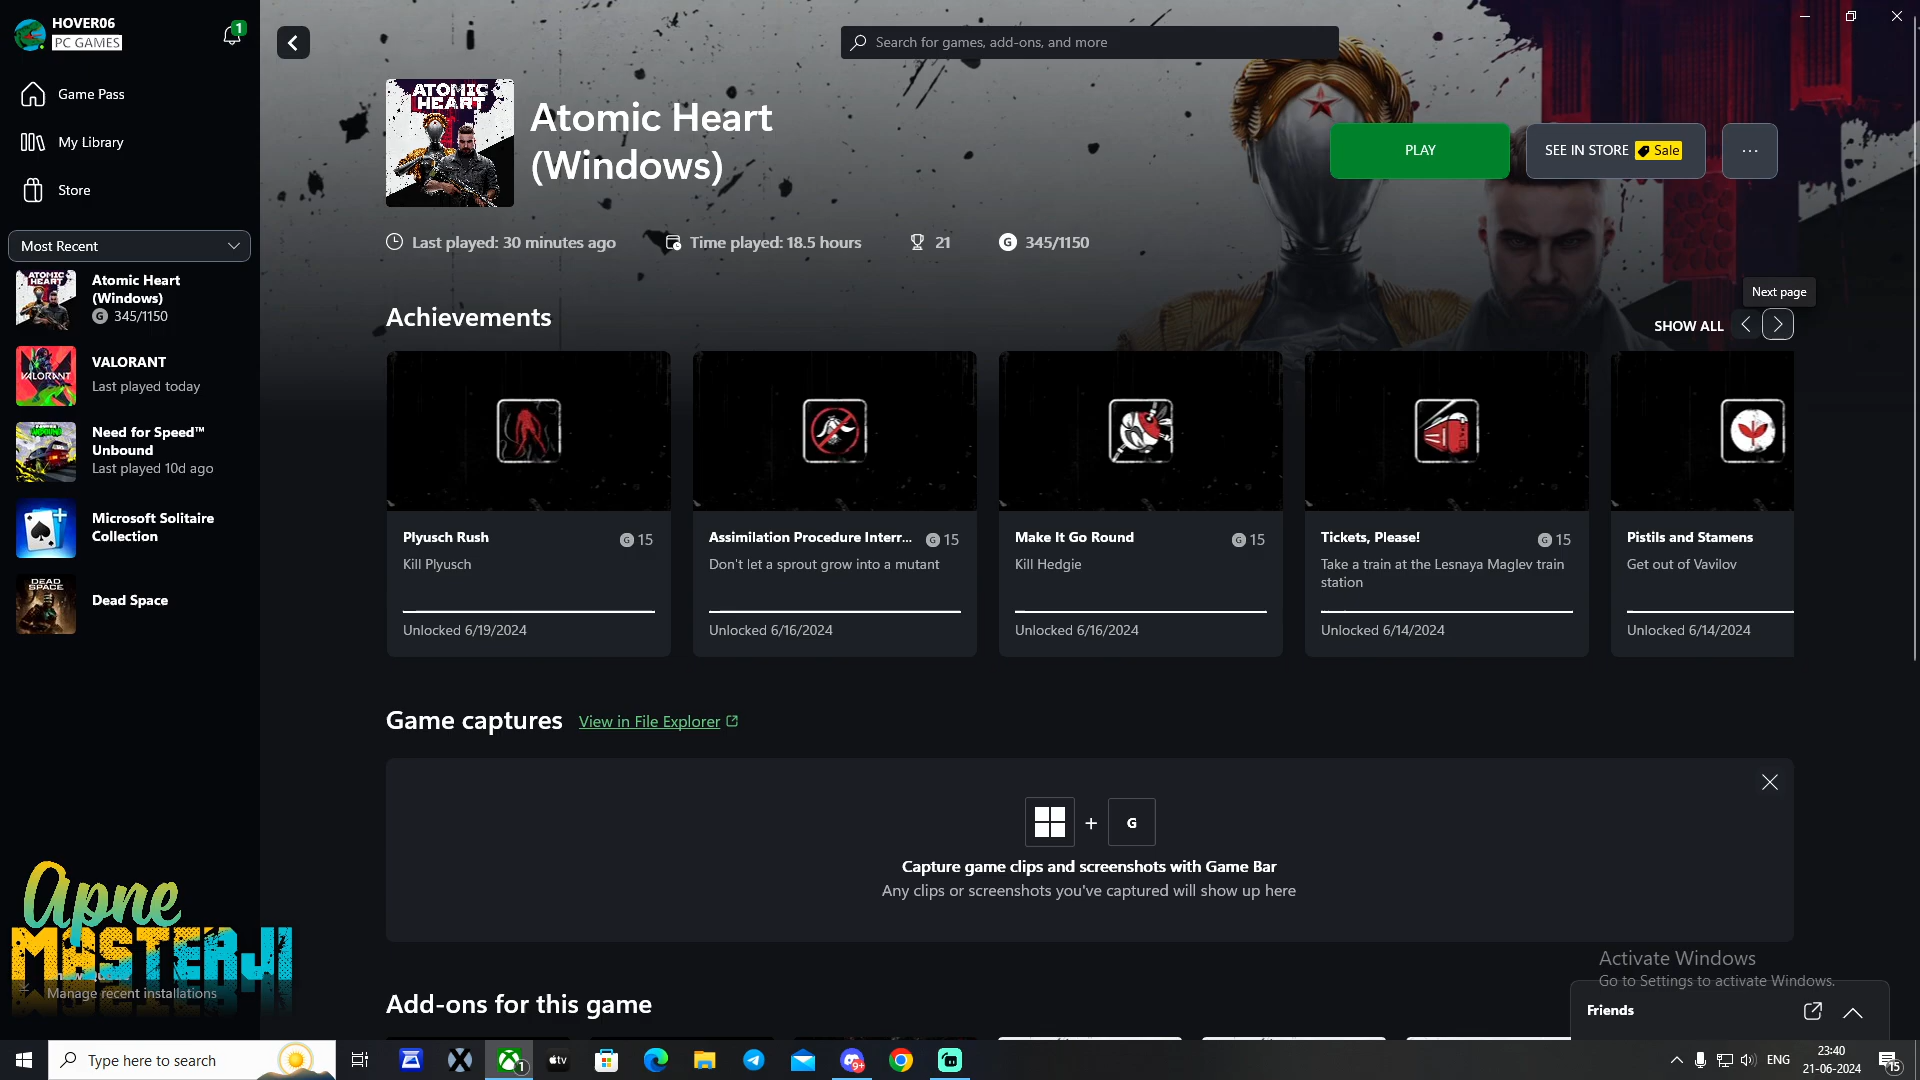 HOVER06
PC GAMES
1
Game Pass
My Library
Store
Most Recent
ATOMIC HEART
Atomic Heart
(Windows)
G 345/1150
VALORANT
VALORANT
Last played today
Need for Speed™
Unbound
Last played 10d ago
Microsoft Solitaire
Collection
DEAD SPACE
Dead Space
Apne
MASTERJI
Manage recent installations
Search for games, add-ons, and more
ATOMIC
HEART
Atomic Heart
(Windows)
PLAY
SEE IN STORE Sale
...
Last played: 30 minutes ago
Time played: 18.5 hours
21
G 345/1150
Next page
Achievements
SHOW ALL
Plyusch Rush
G 15
Kill Plyusch
Unlocked 6/19/2024
Assimilation Procedure Interr...
G 15
Don't let a sprout grow into a mutant
Unlocked 6/16/2024
Make It Go Round
G 15
Kill Hedgie
Unlocked 6/16/2024
Tickets, Please!
G 15
Take a train at the Lesnaya Maglev train
station
Unlocked 6/14/2024
Pistils and Stamens
Get out of Vavilov
Unlocked 6/14/2024
Game captures
View in File Explorer
+ G
Capture game clips and screenshots with Game Bar
Any clips or screenshots you've captured will show up here
Add-ons for this game
Activate Windows
Go to Settings to activate Windows.
Friends
Type here to search
1
tv
9+
ENG
23:40
21-06-2024
15